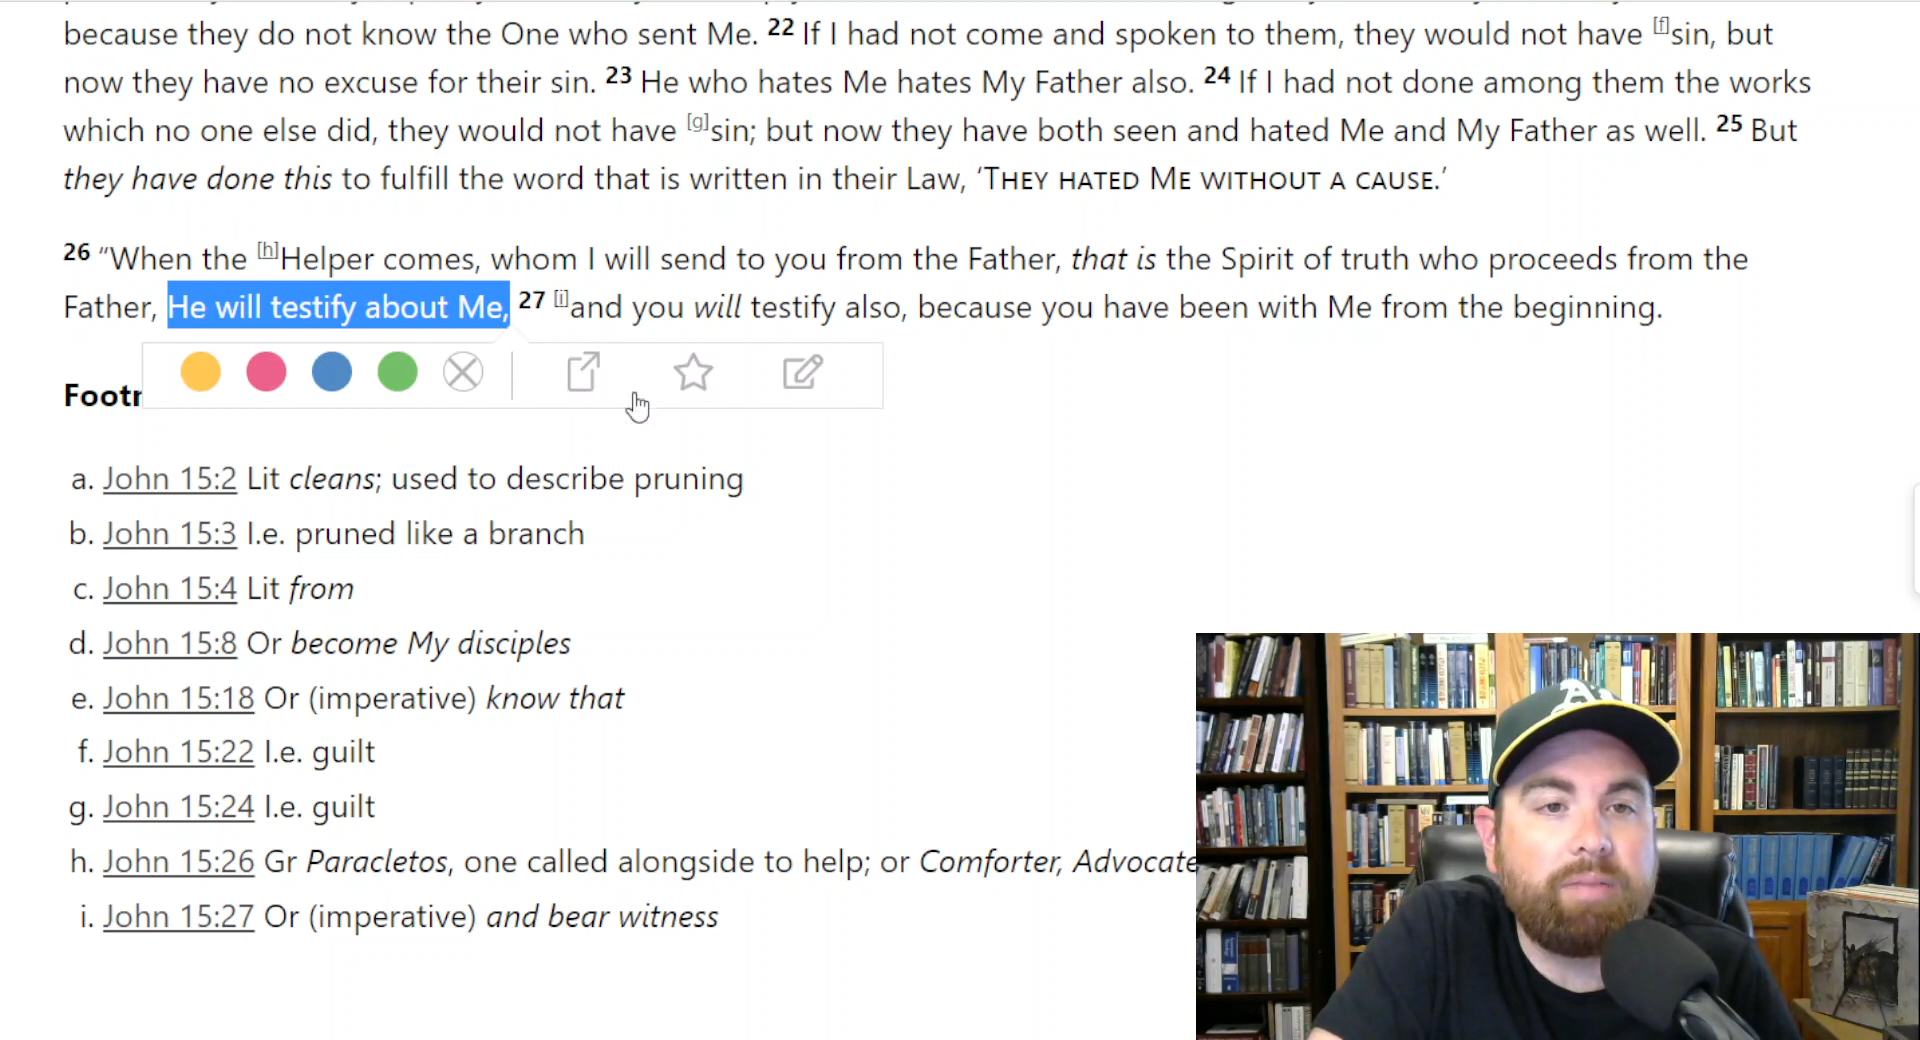 because they do not know the One who sent Me. 22 If I had not come and spoken to them, they would not have [f]sin, but
now they have no excuse for their sin. 23 He who hates Me hates My Father also. 24 If I had not done among them the works
which no one else did, they would not have [g]sin; but now they have both seen and hated Me and My Father as well. 25 But
they have done this to fulfill the word that is written in their Law, ‘THEY HATED ME WITHOUT A CAUSE.’
26 “When the [h]Helper comes, whom I will send to you from the Father, that is the Spirit of truth who proceeds from the
Father, He will testify about Me, 27 [i]and you will testify also, because you have been with Me from the beginning.
Footn
a. John 15:2 Lit cleans; used to describe pruning
b. John 15:3 I.e. pruned like a branch
c. John 15:4 Lit from
d. John 15:8 Or become My disciples
e. John 15:18 Or (imperative) know that
f. John 15:22 I.e. guilt
g. John 15:24 I.e. guilt
h. John 15:26 Gr Paracletos, one called alongside to help; or Comforter, Advocate
i. John 15:27 Or (imperative) and bear witness
A's